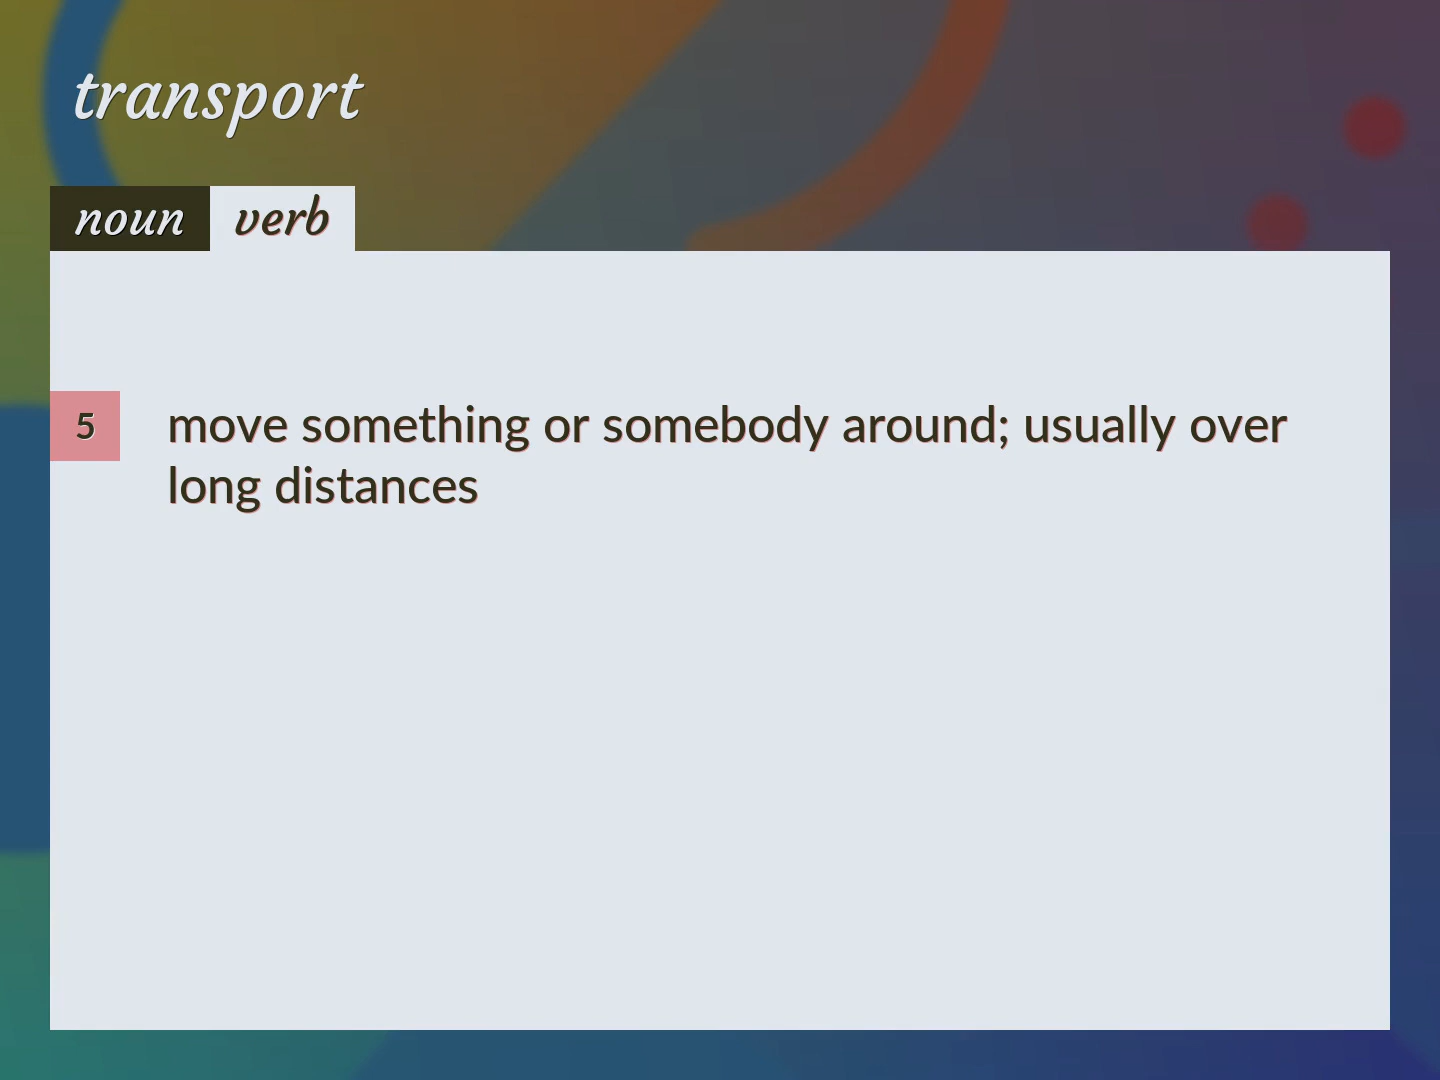 transport
noun verb
5 move something or somebody around; usually over
long distances